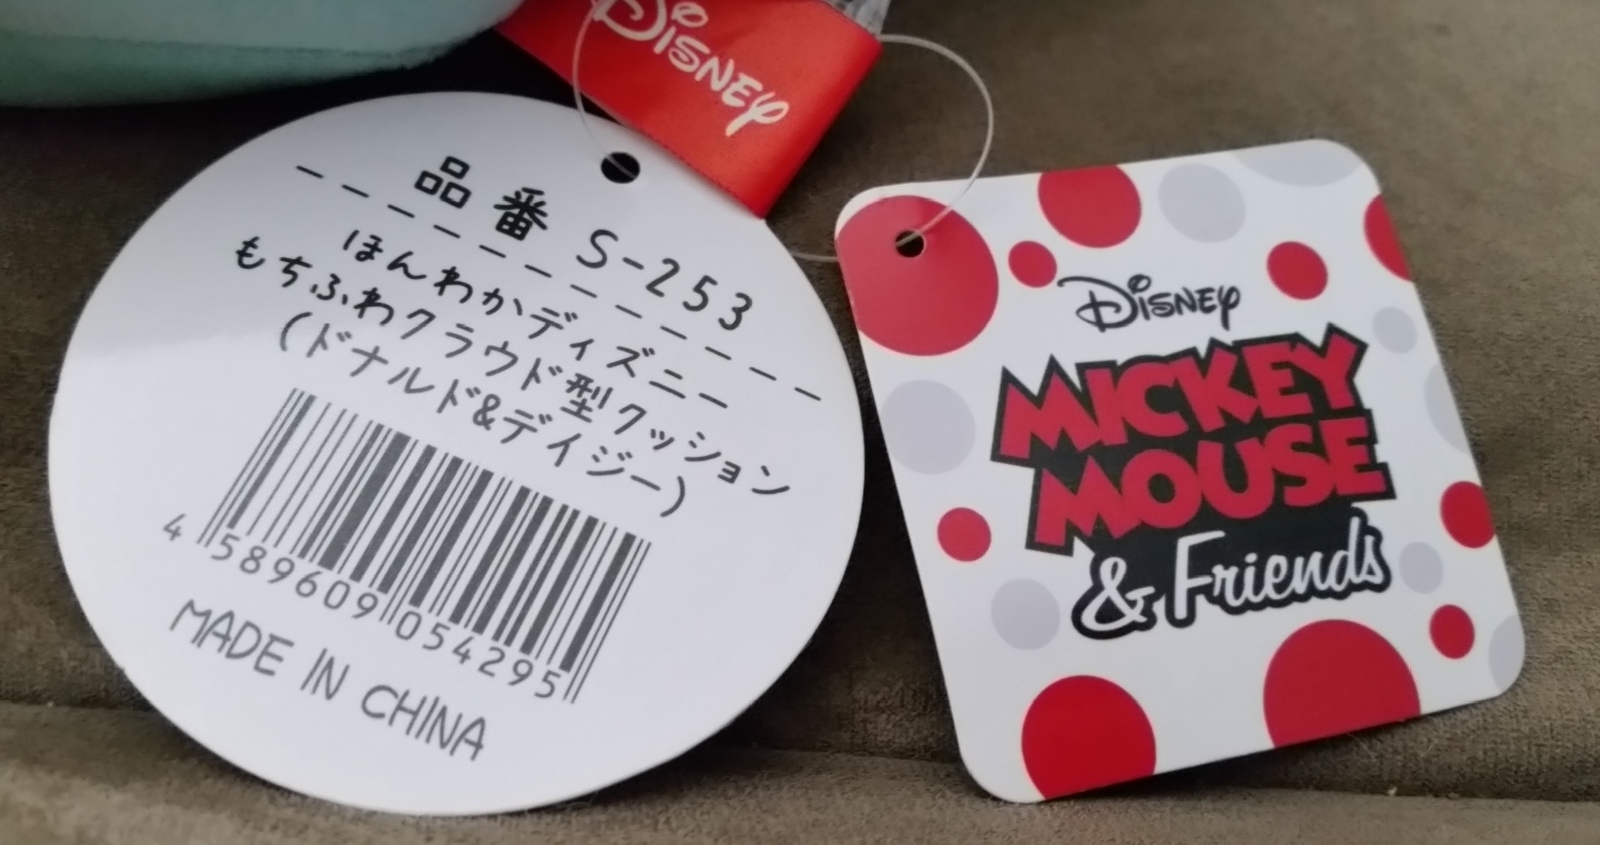 Disney
品番 S-253
ほんわかディズニー
もちふわクラウド型クッション
(ドナルド&デイジー)
4 589609 054295
MADE IN CHINA
Disney
MICKEY
MOUSE
& Friends